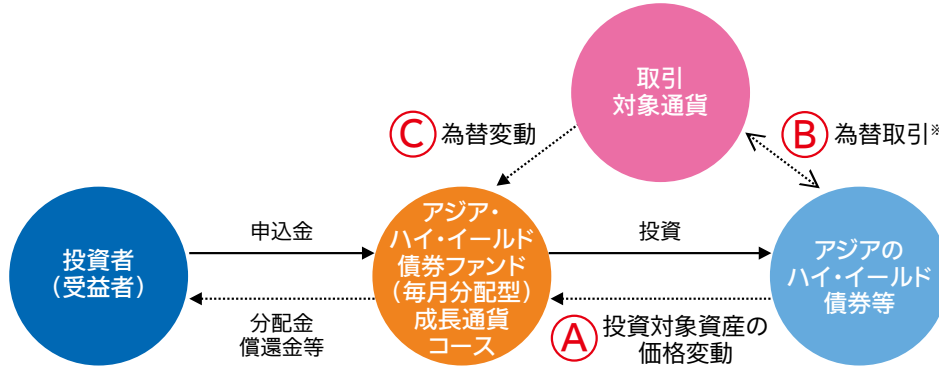 取引
対象通貨
C 為替変動
B 為替取引※
投資者
（受益者）
申込金
分配金
償還金等
アジア・
ハイ・イールド
債券ファンド
（毎月分配型）
成長通貨
コース
投資
A 投資対象資産の
価格変動
アジアの
ハイ・イールド
債券等